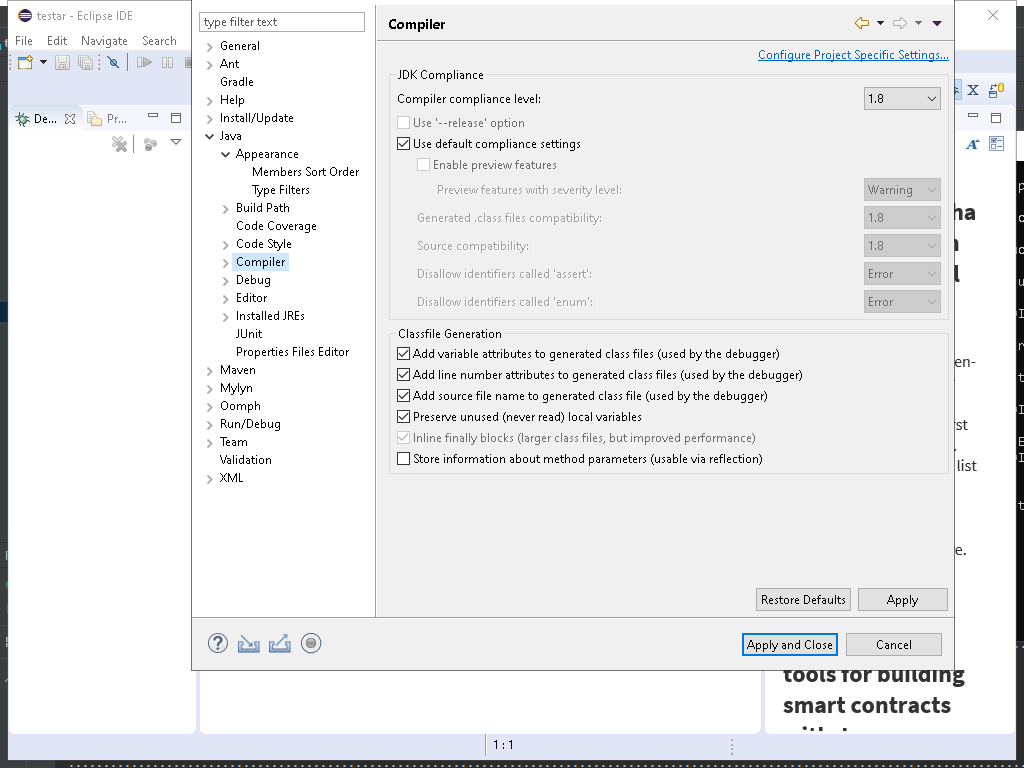 testar - Eclipse IDE
File Edit Navigate Search
De...
Pr...
type filter text
General
Ant
Gradle
Help
Install/Update
Java
Appearance
Members Sort Order
Type Filters
Build Path
Code Coverage
Code Style
Compiler
Debug
Editor
Installed JREs
JUnit
Properties Files Editor
Maven
Mylyn
Oomph
Run/Debug
Team
Validation
XML
Compiler
Configure Project Specific Settings...
JDK Compliance
Compiler compliance level: 1.8
Use '--release' option
Use default compliance settings
Enable preview features
Preview features with severity level: Warning
Generated .class files compatibility: 1.8
Source compatibility: 1.8
Disallow identifiers called 'assert': Error
Disallow identifiers called 'enum': Error
Classfile Generation
Add variable attributes to generated class files (used by the debugger)
Add line number attributes to generated class files (used by the debugger)
Add source file name to generated class file (used by the debugger)
Preserve unused (never read) local variables
Inline finally blocks (larger class files, but improved performance)
Store information about method parameters (usable via reflection)
Restore Defaults Apply
Apply and Close Cancel
list
tools for building
smart contracts
1 : 1